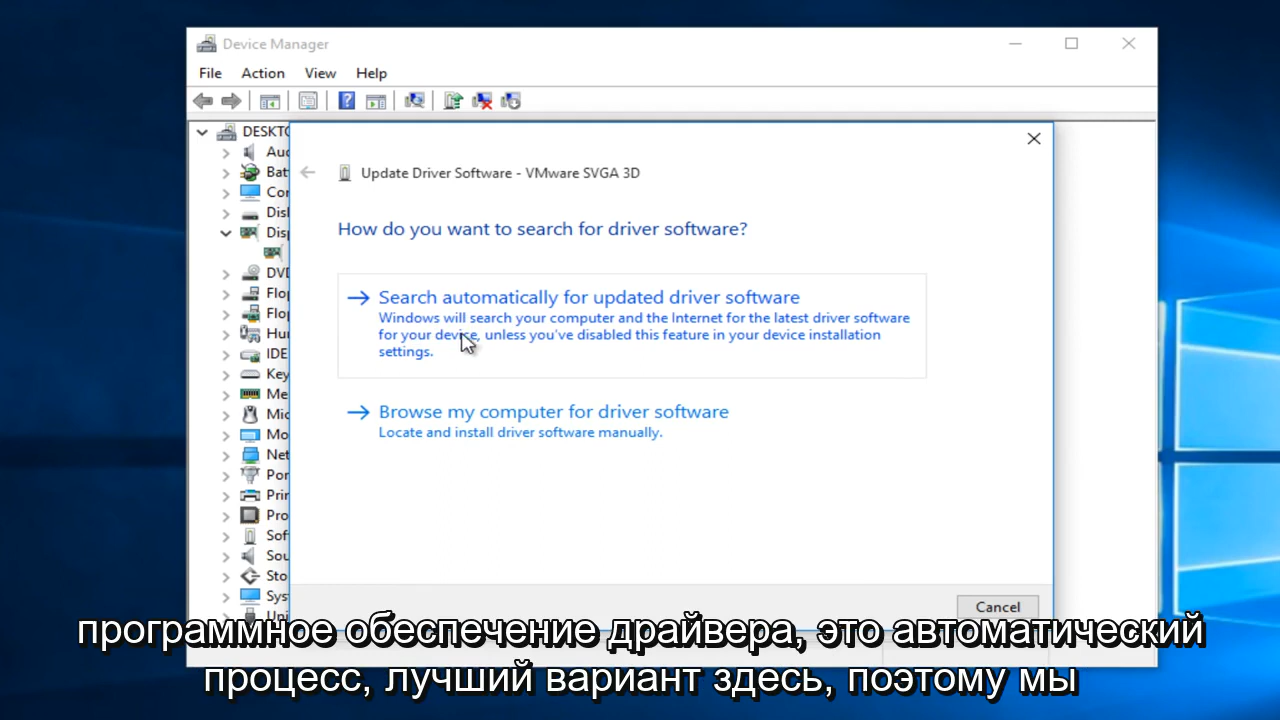 Device Manager
File Action View Help
DESKTO
Aud
Bat
Cor
Disl
Disp
DVD
Flop
Flop
Hur
IDE
Key
Me
Mic
Mo
Net
Por
Prin
Pro
Sof
Sou
Sto
Sys
Uni
Update Driver Software - VMware SVGA 3D
How do you want to search for driver software?
Search automatically for updated driver software
Windows will search your computer and the Internet for the latest driver software
for your device, unless you've disabled this feature in your device installation
settings.
Browse my computer for driver software
Locate and install driver software manually.
Cancel
программное обеспечение драйвера, это автоматический
процесс, лучший вариант здесь, поэтому мы